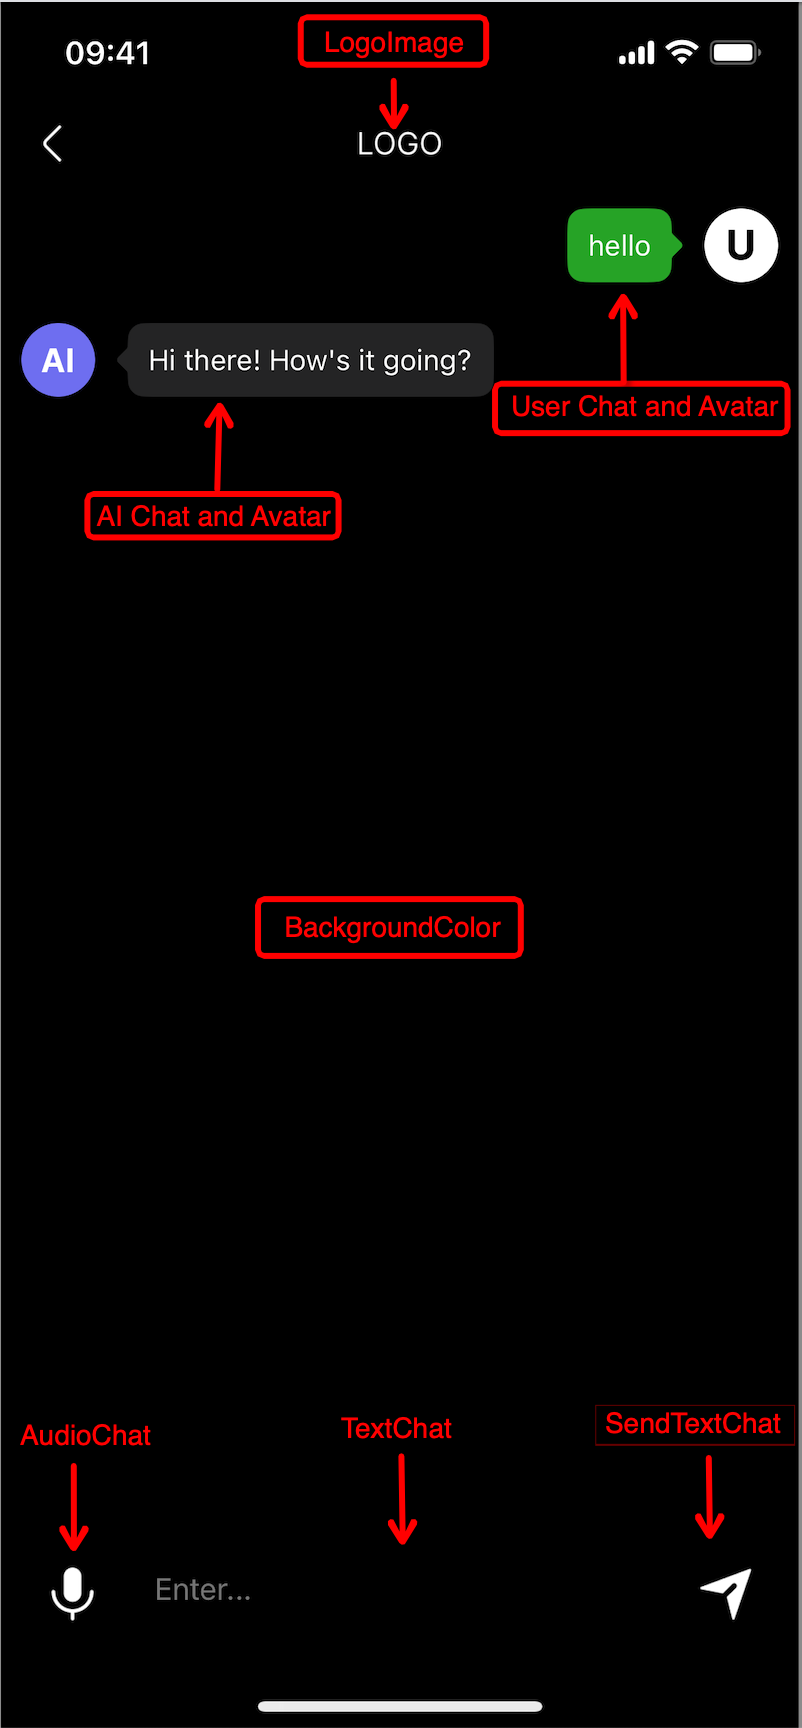 09:41
LogoImage
LOGO
hello
U
AI
Hi there! How's it going?
User Chat and Avatar
AI Chat and Avatar
BackgroundColor
AudioChat
TextChat
SendTextChat
Enter...